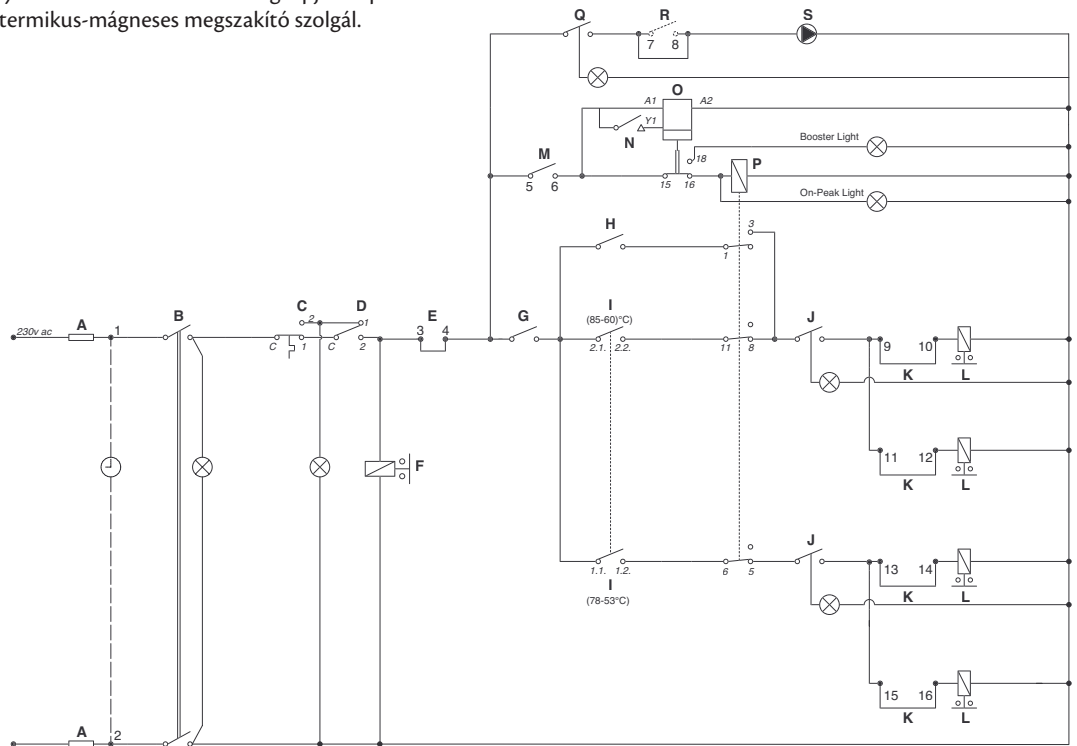 termikus-mágneses megszakító szolgál.
Q R S
7 8
O
A1 A2
Y1
N
Booster Light
M
18
P
5 6
15 16
On-Peak Light
H
3
1
230v ac
A
1
B
C
2
D
1
C 1 C 2
E
3 4
G
I
(85-60)°C
2.1. 2.2.
11 8
J
9 10
K L
F
11 12
K L
1.1. 1.2.
I
(78-53°C)
6 5
J
13 14
K L
15 16
K L
A
2